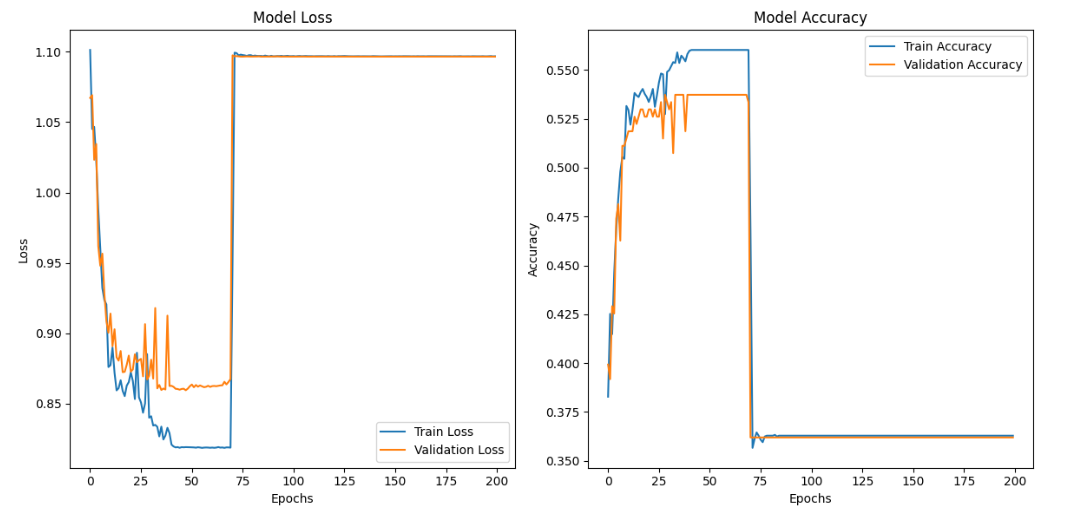 Model Loss
1.10
1.05
1.00
0.95
0.90
0.85
Loss
0 25 50 75 100 125 150 175 200
Epochs
Train Loss
Validation Loss
Model Accuracy
0.550
0.525
0.500
0.475
0.450
0.425
0.400
0.375
0.350
Accuracy
0 25 50 75 100 125 150 175 200
Epochs
Train Accuracy
Validation Accuracy